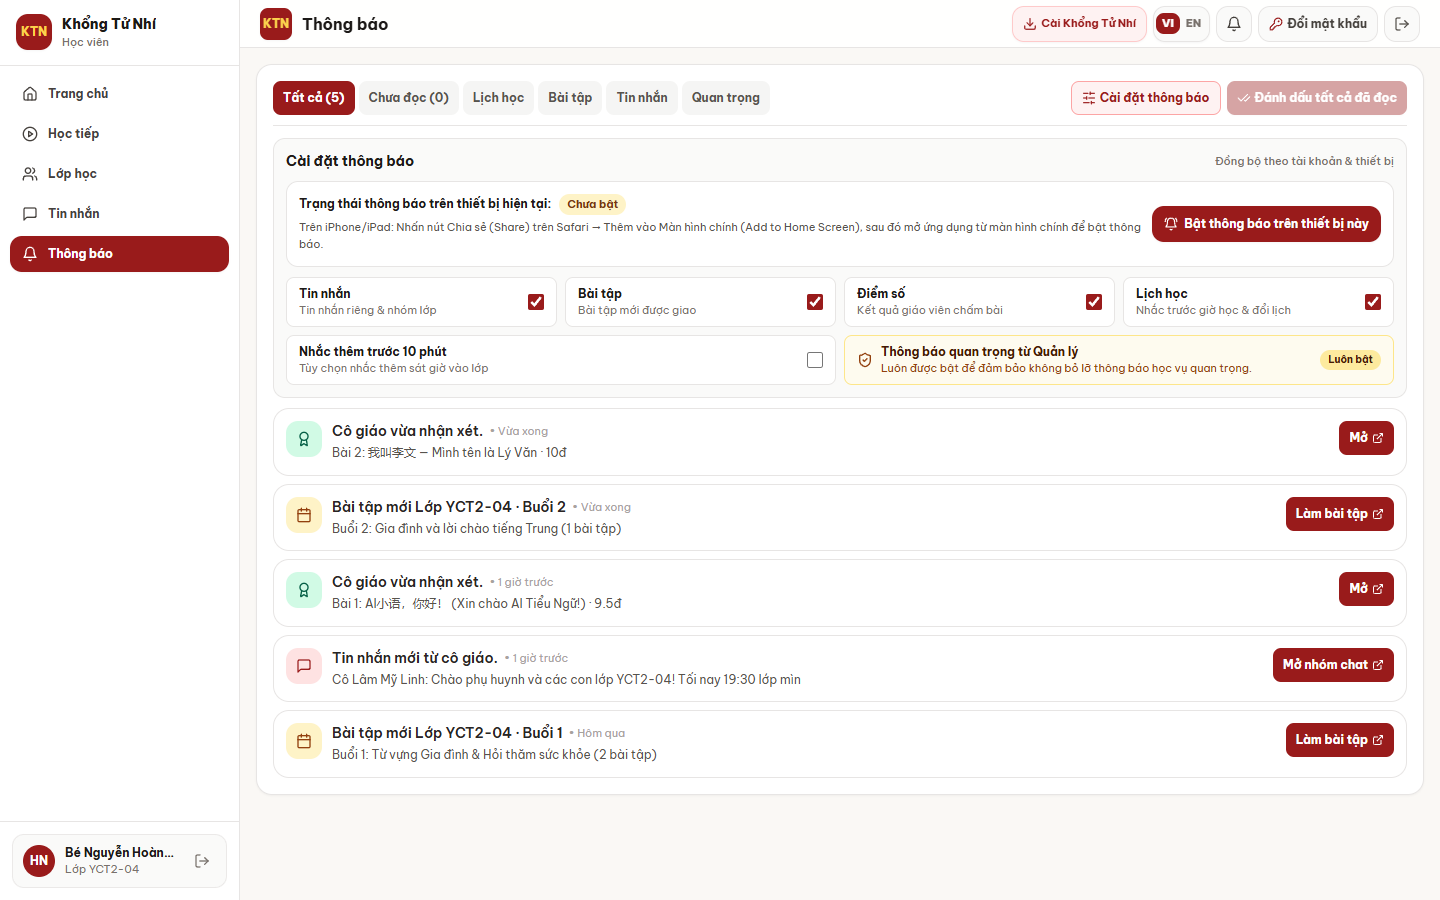 KTN
Khổng Tử Nhí
Học viên
Trang chủ
Học tiếp
Lớp học
Tin nhắn
Thông báo
HN
Bé Nguyễn Hoàn...
Lớp YCT2-04
KTN
Thông báo
Cài Khổng Tử Nhí
VI EN
Đổi mật khẩu
Tất cả (5)
Chưa đọc (0)
Lịch học
Bài tập
Tin nhắn
Quan trọng
Cài đặt thông báo
Đánh dấu tất cả đã đọc
Cài đặt thông báo
Đồng bộ theo tài khoản & thiết bị
Trạng thái thông báo trên thiết bị hiện tại: Chưa bật
Trên iPhone/iPad: Nhấn nút Chia sẻ (Share) trên Safari → Thêm vào Màn hình chính (Add to Home Screen), sau đó mở ứng dụng từ màn hình chính để bật thông
báo.
Bật thông báo trên thiết bị này
Tin nhắn
Tin nhắn riêng & nhóm lớp
Bài tập
Bài tập mới được giao
Điểm số
Kết quả giáo viên chấm bài
Lịch học
Nhắc trước giờ học & đổi lịch
Nhắc thêm trước 10 phút
Tùy chọn nhắc thêm sát giờ vào lớp
Thông báo quan trọng từ Quản lý
Luôn được bật để đảm bảo không bỏ lỡ thông báo học vụ quan trọng.
Luôn bật
Cô giáo vừa nhận xét. • Vừa xong
Bài 2: 我叫李文 — Mình tên là Lý Văn · 10đ
Mở
Bài tập mới Lớp YCT2-04 · Buổi 2 • Vừa xong
Buổi 2: Gia đình và lời chào tiếng Trung (1 bài tập)
Làm bài tập
Cô giáo vừa nhận xét. • 1 giờ trước
Bài 1: AI小语，你好！ (Xin chào AI Tiểu Ngữ!) · 9.5đ
Mở
Tin nhắn mới từ cô giáo. • 1 giờ trước
Cô Lâm Mỹ Linh: Chào phụ huynh và các con lớp YCT2-04! Tối nay 19:30 lớp mìn
Mở nhóm chat
Bài tập mới Lớp YCT2-04 · Buổi 1 • Hôm qua
Buổi 1: Từ vựng Gia đình & Hỏi thăm sức khỏe (2 bài tập)
Làm bài tập